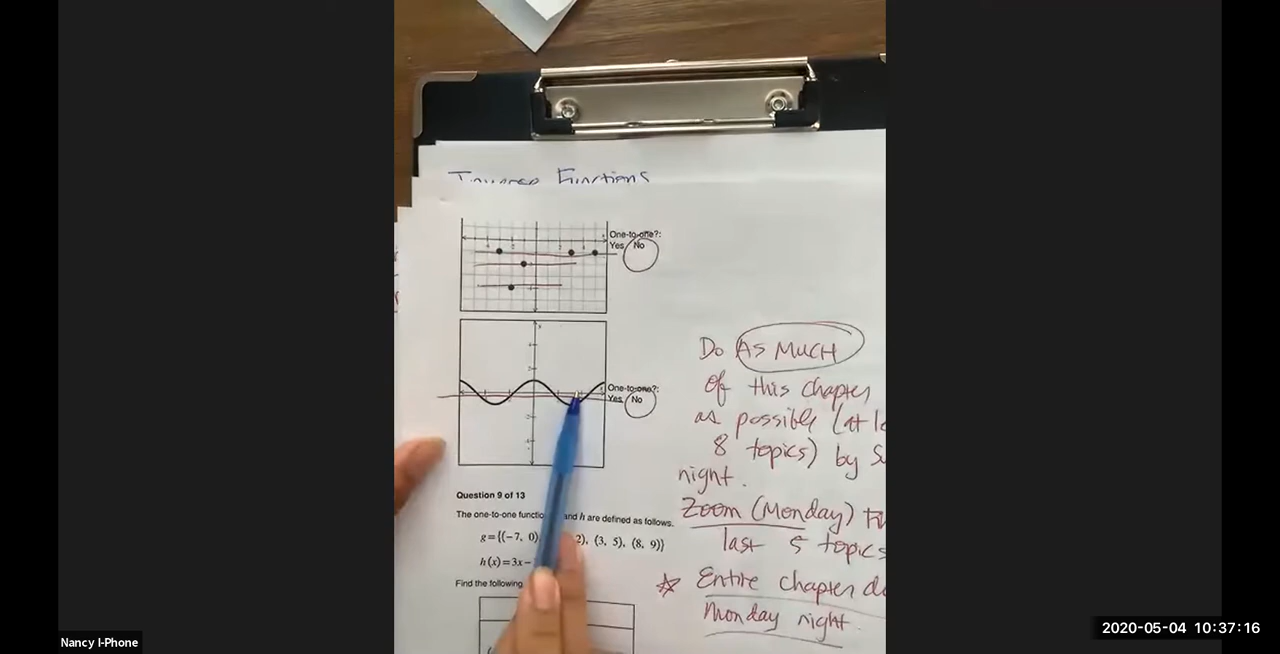 Inverse Functions
One-to-one?:
Yes No
One-to-one?:
Yes No
Do AS MUCH
of this chapter
as possible (at
8 topics) by
night.
Zoom (Monday)
last 5 topics
Entire chapter
Monday night.
Question 9 of 13
The one-to-one and h are defined as follows.
g={(-7, 0) 2), (3, 5), (8, 9)}
h(x)=3x-
Find the following
Nancy I-Phone
2020-05-04 10:37:16